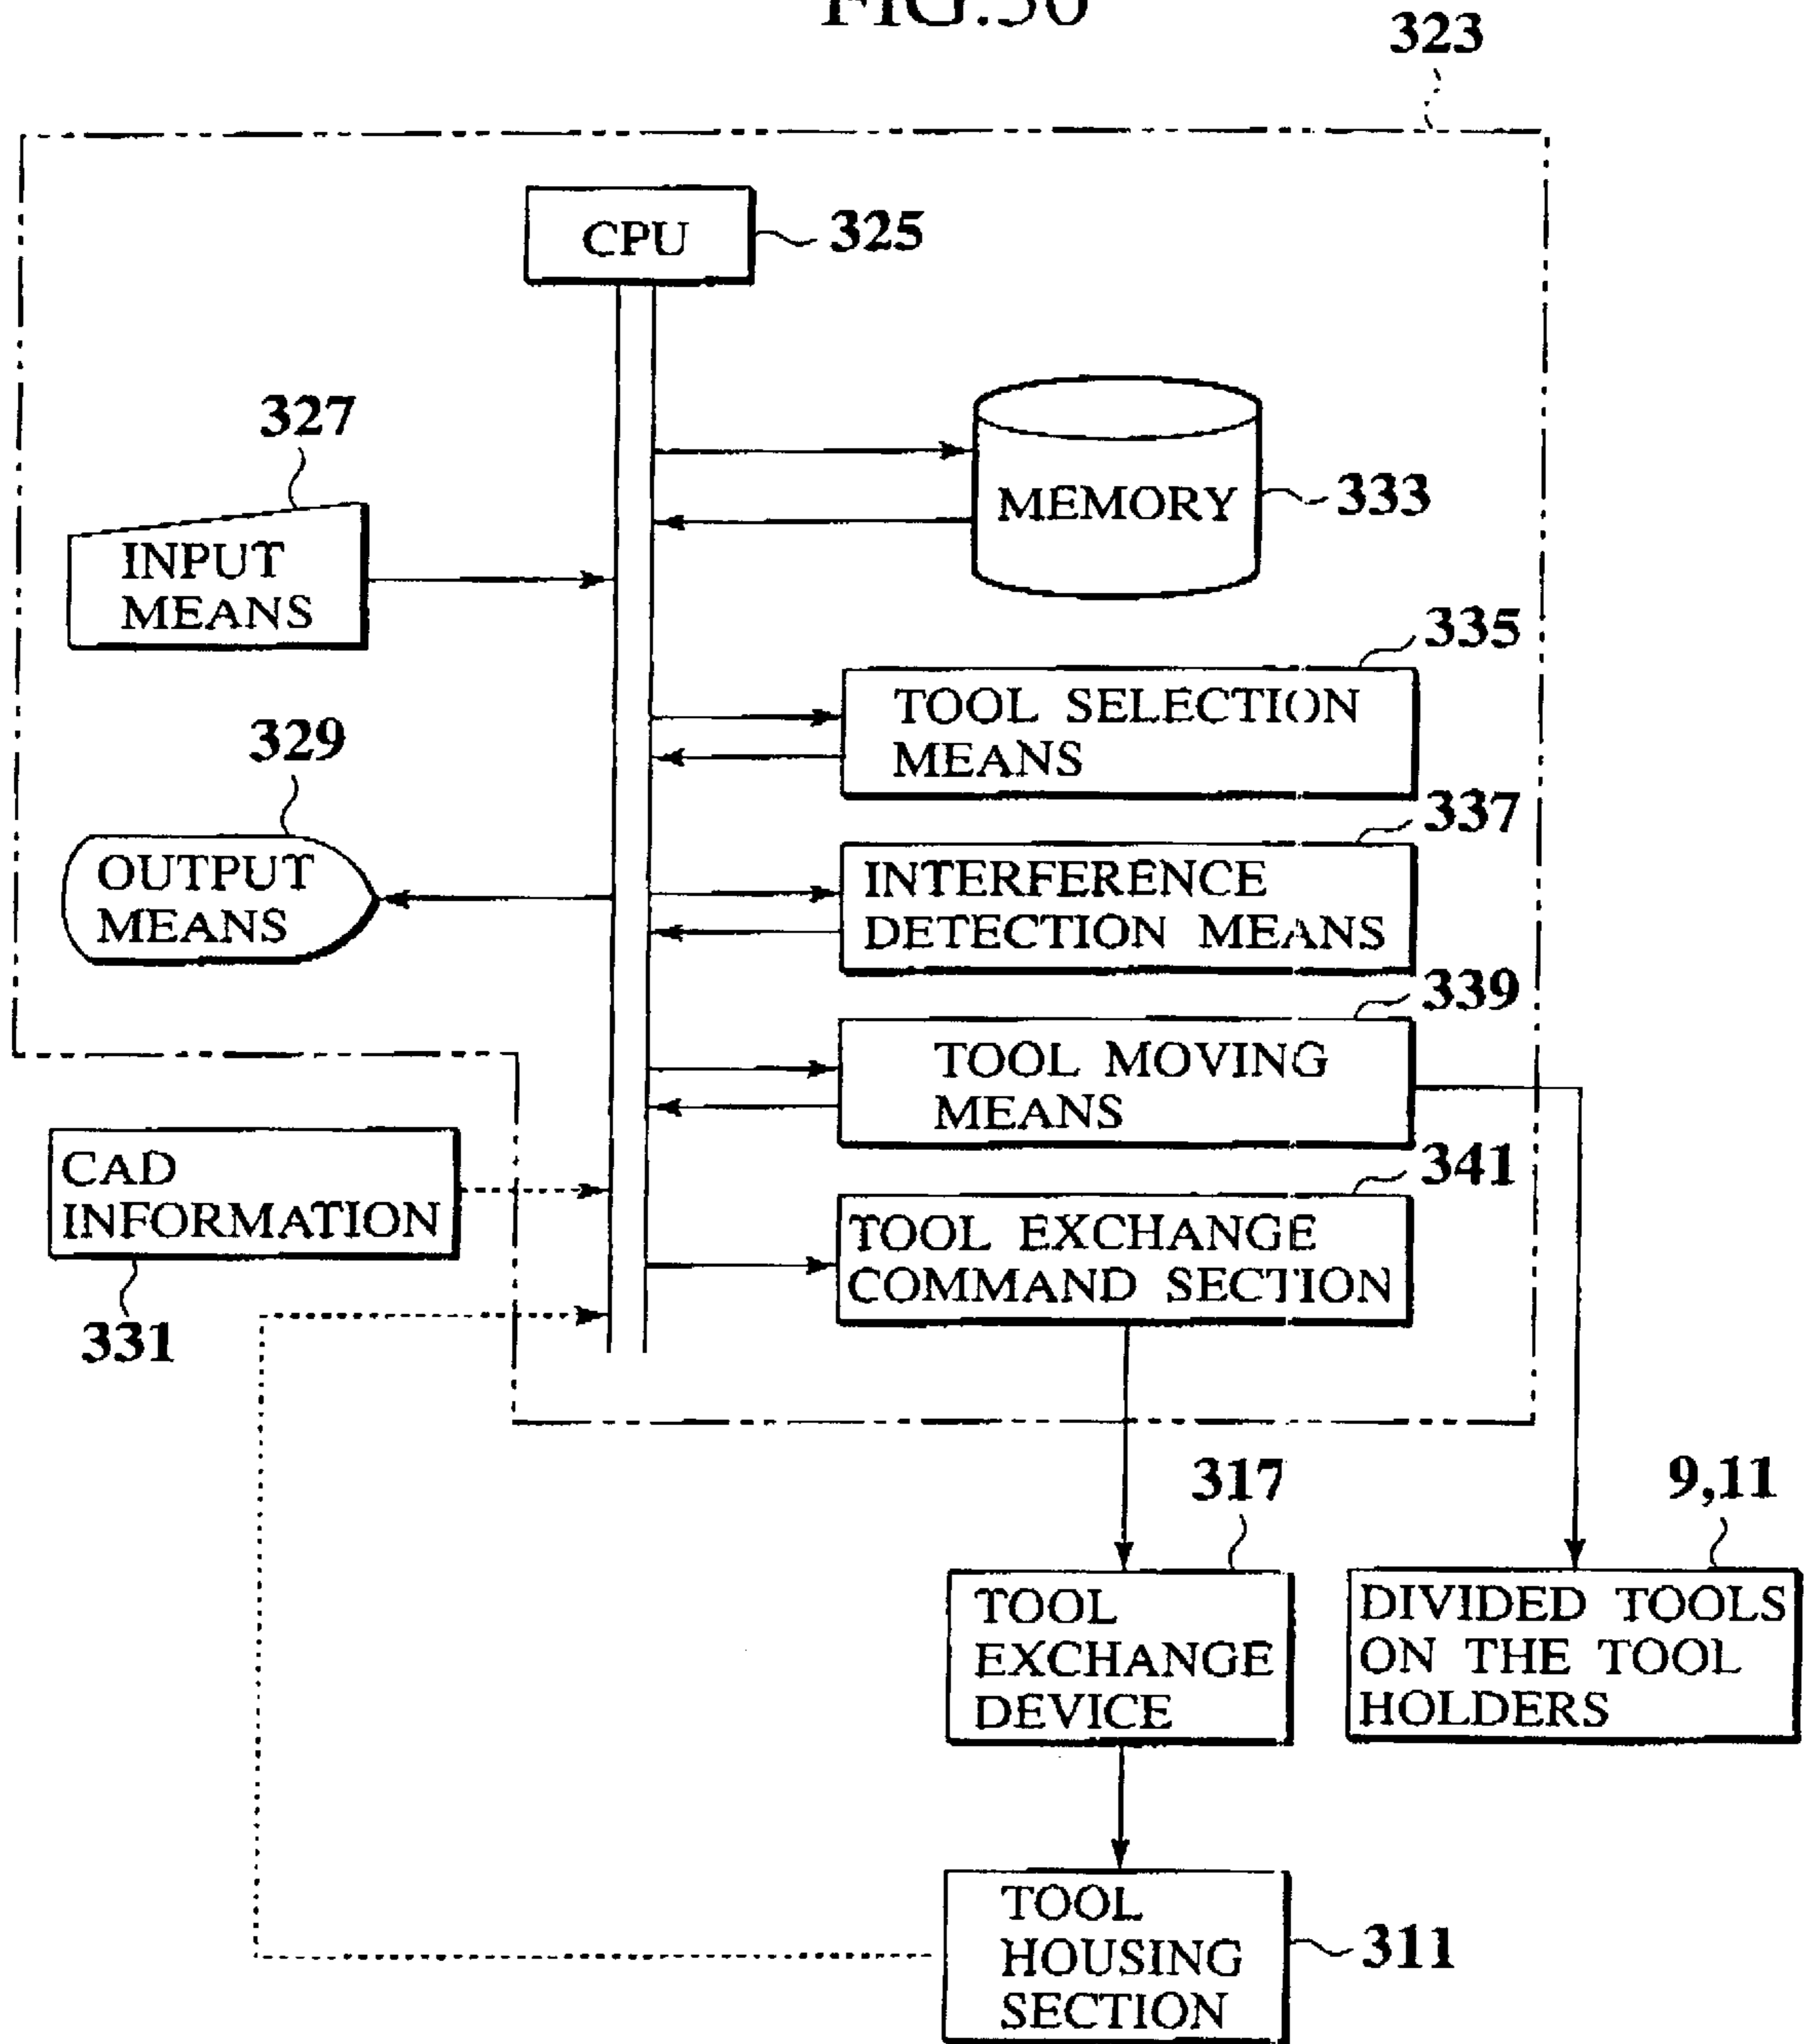 FIG.50
323
CPU
325
327
INPUT
MEANS
MEMORY
333
335
TOOL SELECTION
MEANS
329
OUTPUT
MEANS
337
INTERFERENCE
DETECTION MEANS
339
TOOL MOVING
MEANS
CAD
INFORMATION
331
341
TOOL EXCHANGE
COMMAND SECTION
317
TOOL
EXCHANGE
DEVICE
9,11
DIVIDED TOOLS
ON THE TOOL
HOLDERS
TOOL
HOUSING
SECTION
311